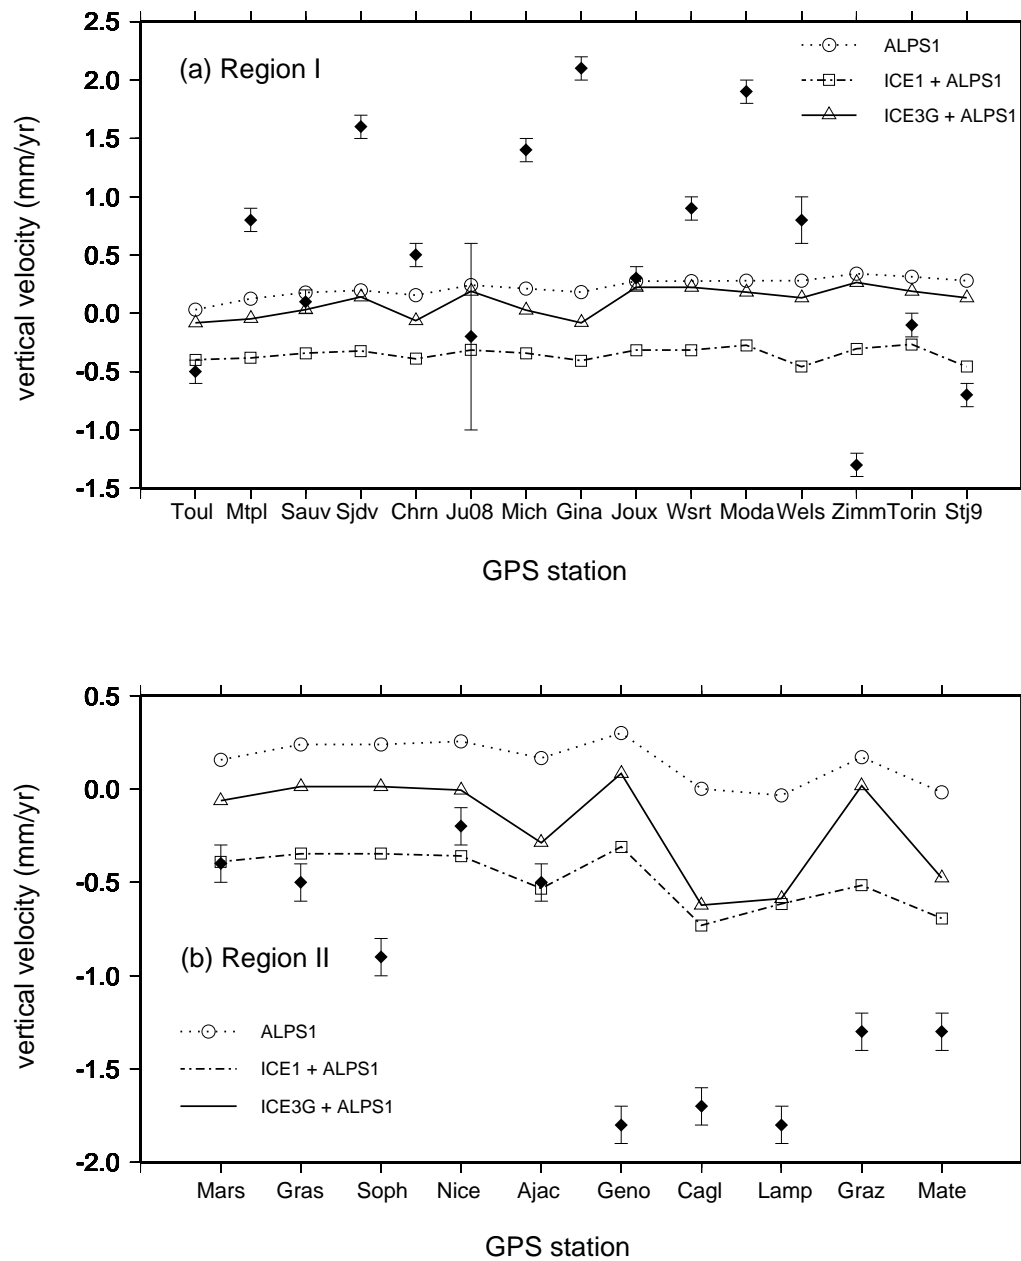 2.5
(a) Region I
ALPS1
2.0
ICE1 + ALPS1
ICE3G + ALPS1
1.5
1.0
0.5
0.0
-0.5
-1.0
-1.5
vertical velocity (mm/yr)
Toul Mtpl Sauv Sjdv Chrn Ju08 Mich Gina Joux Wsrt Moda Wels Zimm Torin Stj9
GPS station
0.5
0.0
-0.5
-1.0
-1.5
-2.0
vertical velocity (mm/yr)
(b) Region II
ALPS1
ICE1 + ALPS1
ICE3G + ALPS1
Mars Gras Soph Nice Ajac Geno Cagl Lamp Graz Mate
GPS station